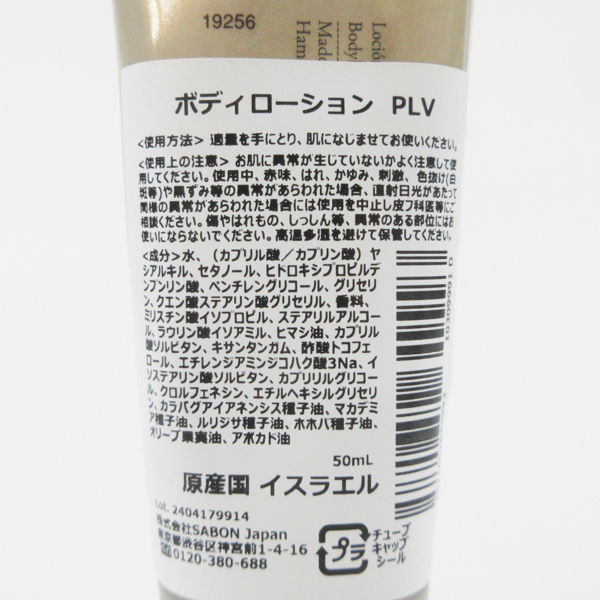 19256
Loció
Body
Made
Ham
ボディローション PLV
<使用方法> 適量を手にとり、肌になじませてお使いください。
<使用上の注意> お肌に異常が生じていないかよく注意して使
用してください。使用中、赤味、はれ、かゆみ、刺激、色抜け(白
斑等)や黒ずみ等の異常があらわれた場合、直射日光があたって
同様の異常があらわれた場合には使用を中止し皮フ科医等にご
相談ください。傷やはれもの、しっしん等、異常のある部位にはお
使いにならないでください。高温多湿を避けて保管してください。
<成分>水、(カプリル酸/カプリン酸)ヤ
シアルキル、セタノール、ヒドロキシプロピルデ
ンプンリン酸、ペンチレングリコール、グリセリ
ン、クエン酸ステアリン酸グリセリル、香料、
ミリスチン酸イソプロピル、ステアリルアルコー
ル、ラウリン酸イソアミル、ヒマシ油、カプリル
酸ソルビタン、キサンタンガム、酢酸トコフェ
ロール、エチレンジアミンジコハク酸3Na、イ
ソステアリン酸ソルビタン、カプリリルグリコー
ル、クロルフェネシン、エチルヘキシルグリセリ
ン、カラパグアイアネンシス種子油、マカデミ
ア種子油、ルリジサ種子油、ホホバ種子油、
オリーブ果実油、アボカド油
50mL
原産国 イスラエル
Lot. 2404179914
株式会社SABON Japan
東京都渋谷区神宮前1-4-16
0120-380-688
プラ
チューブ
キャップ
シール